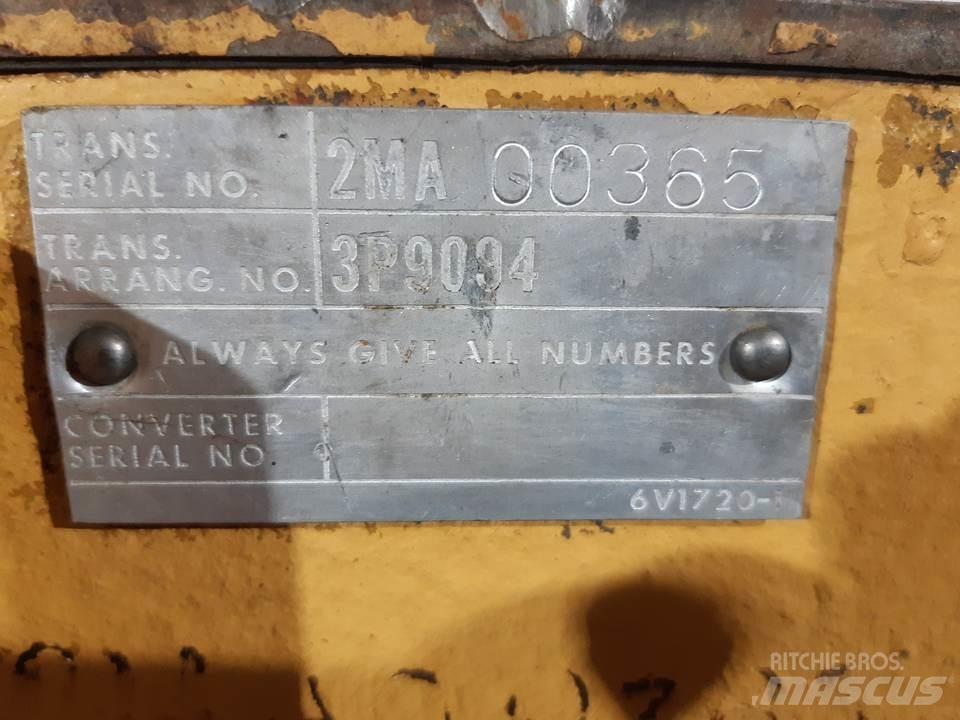 TRANS.
SERIAL NO. 2MA 00365
TRANS.
ARRANG. NO. 3P9094
ALWAYS GIVE ALL NUMBERS
CONVERTER
SERIAL NO.
6V1720-1
RITCHIE BROS.
MASCUS